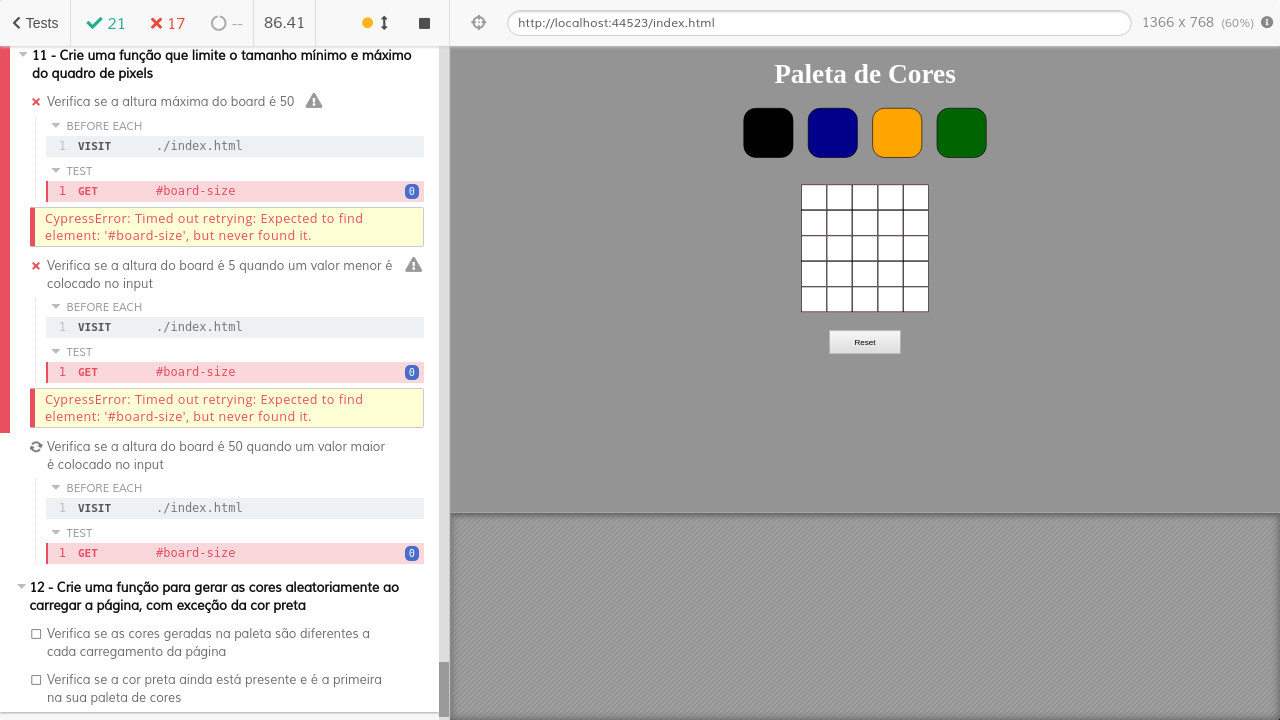 Tests
21
17
--
86.41
http://localhost:44523/index.html
1366 x 768 (60%)
11 - Crie uma função que limite o tamanho mínimo e máximo
do quadro de pixels
Verifica se a altura máxima do board é 50
BEFORE EACH
1 VISIT ./index.html
TEST
1 GET #board-size 0
CypressError: Timed out retrying: Expected to find
element: '#board-size', but never found it.
Verifica se a altura do board é 5 quando um valor menor é
colocado no input
BEFORE EACH
1 VISIT ./index.html
TEST
1 GET #board-size 0
CypressError: Timed out retrying: Expected to find
element: '#board-size', but never found it.
Verifica se a altura do board é 50 quando um valor maior
é colocado no input
BEFORE EACH
1 VISIT ./index.html
TEST
1 GET #board-size 0
12 - Crie uma função para gerar as cores aleatoriamente ao
carregar a página, com exceção da cor preta
Verifica se as cores geradas na paleta são diferentes a
cada carregamento da página
Verifica se a cor preta ainda está presente e é a primeira
na sua paleta de cores
Paleta de Cores
Reset